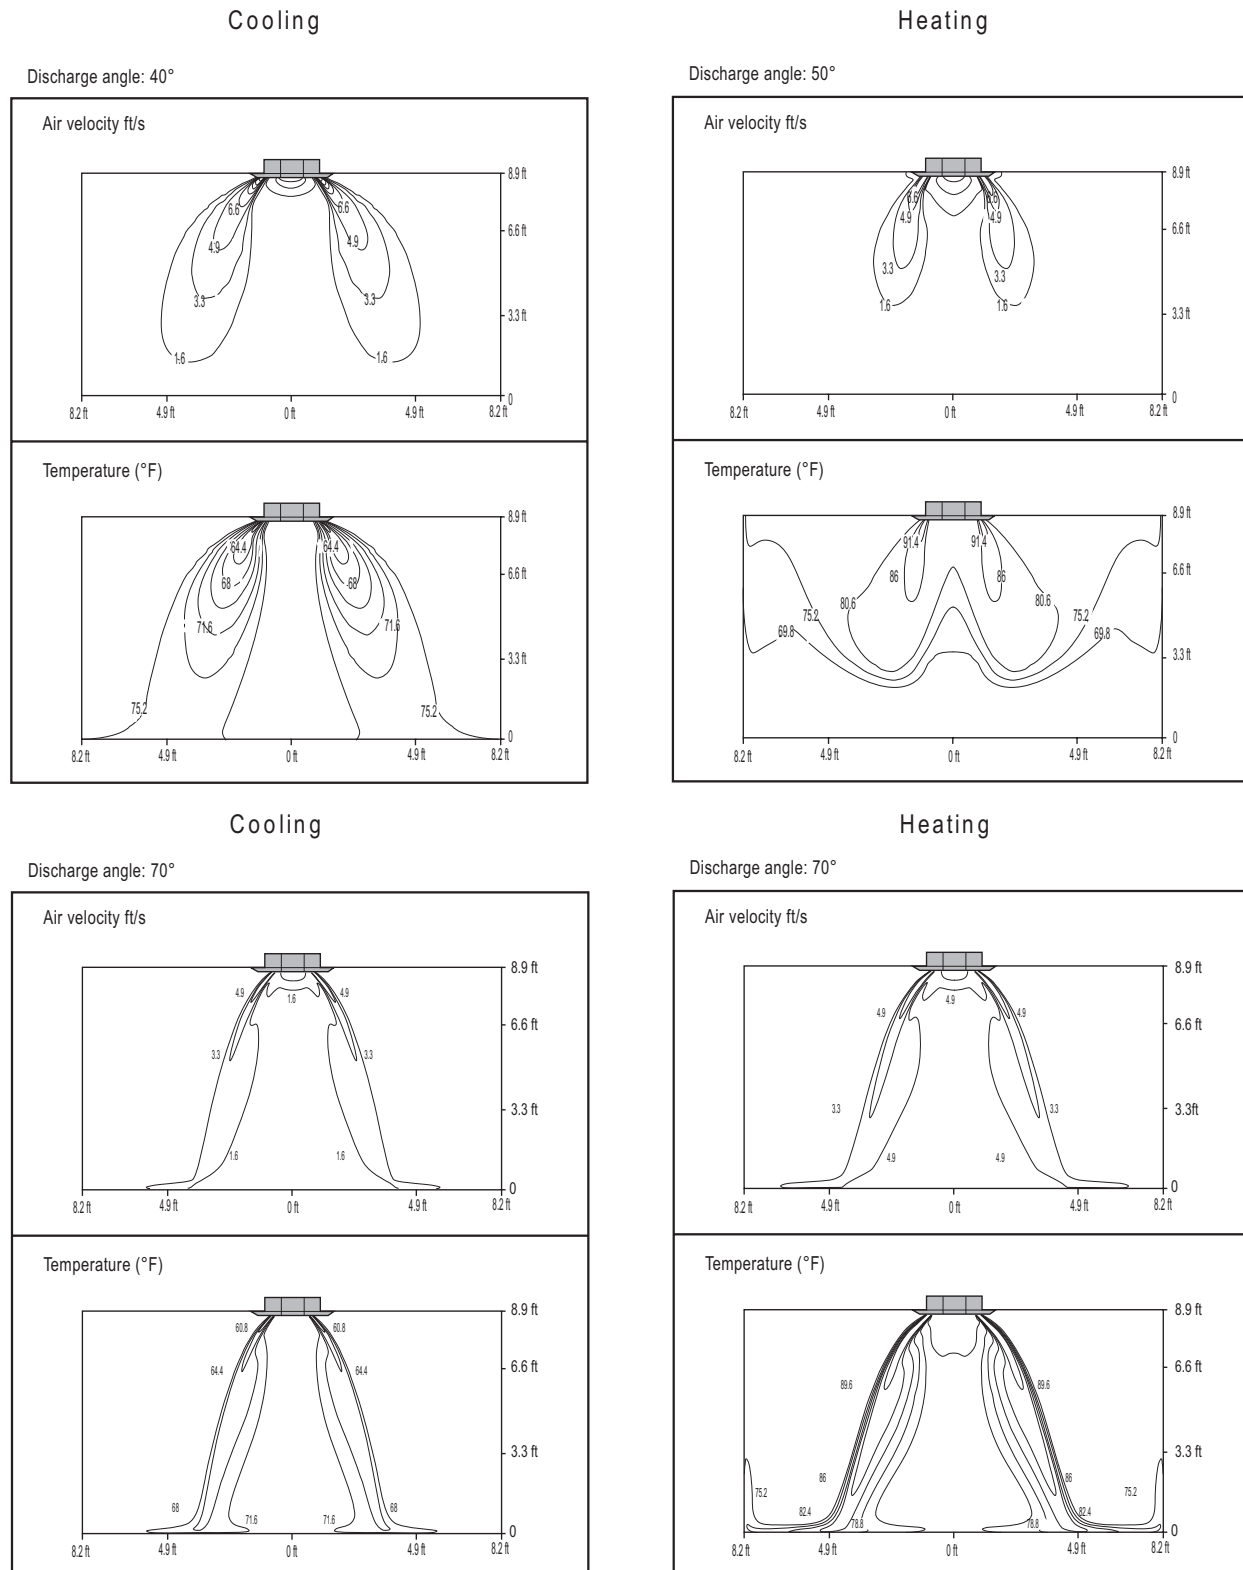 Cooling
Discharge angle: 40°
Air velocity ft/s
8.9 ft
6.6
6.6
6.6 ft
4.9
4.9
3.3
3.3
3.3 ft
1.6
1.6
0
8.2 ft
4.9 ft
0 ft
4.9 ft
8.2 ft
Temperature (°F)
8.9 ft
64.4
64.4
6.6 ft
68
68
71.6
71.6
3.3 ft
75.2
75.2
0
8.2 ft
4.9 ft
0 ft
4.9 ft
8.2 ft
Heating
Discharge angle: 50°
Air velocity ft/s
8.9 ft
6.6
6.6
4.9
4.9
6.6 ft
3.3
3.3
3.3 ft
1.6
1.6
0
8.2 ft
4.9 ft
0 ft
4.9 ft
8.2 ft
Temperature (°F)
8.9 ft
91.4
91.4
6.6 ft
86
86
80.6
80.6
75.2
75.2
69.8
69.8
3.3 ft
0
8.2 ft
4.9 ft
0 ft
4.9 ft
8.2 ft
Cooling
Discharge angle: 70°
Air velocity ft/s
8.9 ft
4.9
1.6
4.9
6.6 ft
3.3
3.3
3.3 ft
1.6
1.6
0
8.2 ft
4.9 ft
0 ft
4.9 ft
8.2 ft
Temperature (°F)
8.9 ft
60.8
60.8
64.4
64.4
6.6 ft
3.3 ft
68
68
71.6
71.6
0
8.2 ft
4.9 ft
0 ft
4.9 ft
8.2 ft
Heating
Discharge angle: 70°
Air velocity ft/s
8.9 ft
4.9
4.9
4.9
6.6 ft
3.3
3.3
3.3ft
4.9
4.9
0
8.2 ft
4.9 ft
0 ft
4.9 ft
8.2 ft
Temperature (°F)
8.9 ft
6.6 ft
89.6
89.6
3.3 ft
86
86
75.2
75.2
82.4
82.4
78.8
78.8
0
8.2 ft
4.9 ft
0 ft
4.9 ft
8.2 ft